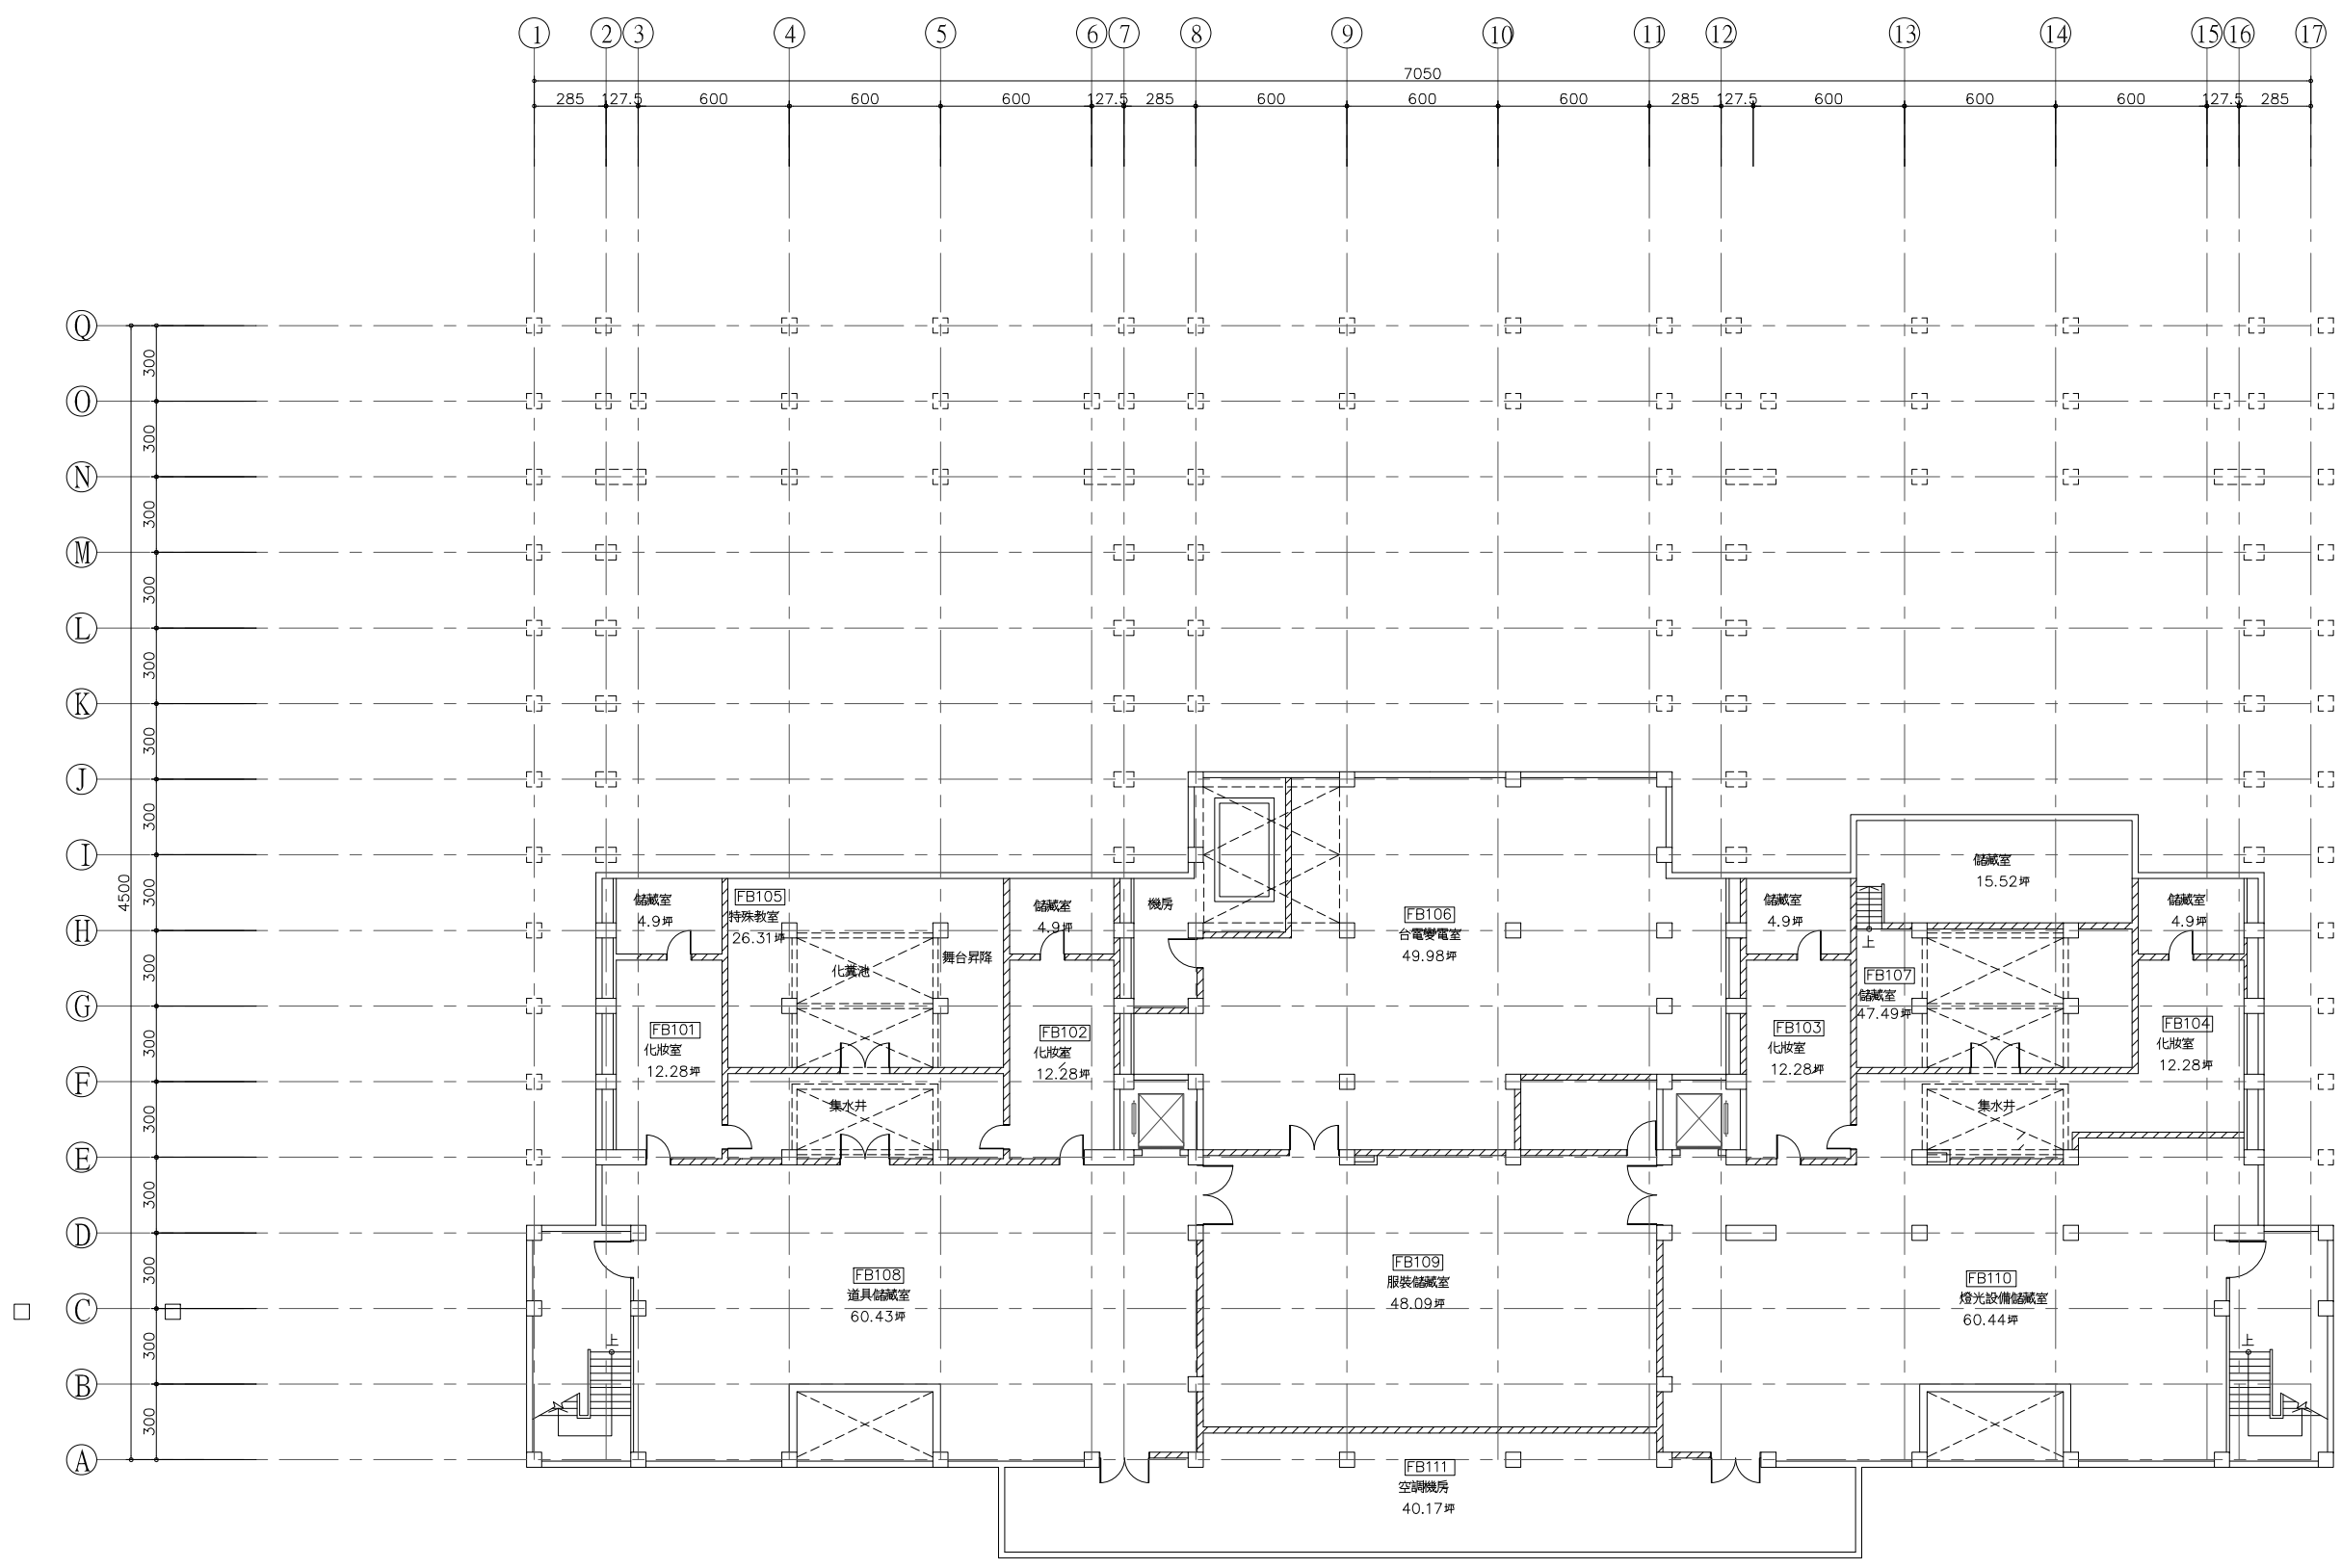 1 2 3 4 5 6 7 8 9 10 11 12 13 14 15 16 17
7050
285 127.5 600 600 600 127.5 285 600 600 600 285 127.5 600 600 600 127.5 285
Q
300
O
300
N
300
M
300
L
300
K
300
J
300
I
4500
300
H
300
G
300
F
300
E
300
D
300
C
300
B
300
A
儲藏室
4.9坪
FB105
特殊教室
26.31坪
化糞池
舞台昇降
儲藏室
4.9坪
機房
FB106
台電變電室
49.98坪
儲藏室
4.9坪
上
儲藏室
15.52坪
儲藏室
4.9坪
FB101
化妝室
12.28坪
FB102
化妝室
12.28坪
FB103
化妝室
12.28坪
FB107
儲藏室
47.49坪
FB104
化妝室
12.28坪
集水井
集水井
FB108
道具儲藏室
60.43坪
FB109
服裝儲藏室
48.09坪
FB110
燈光設備儲藏室
60.44坪
上
上
FB111
空調機房
40.17坪